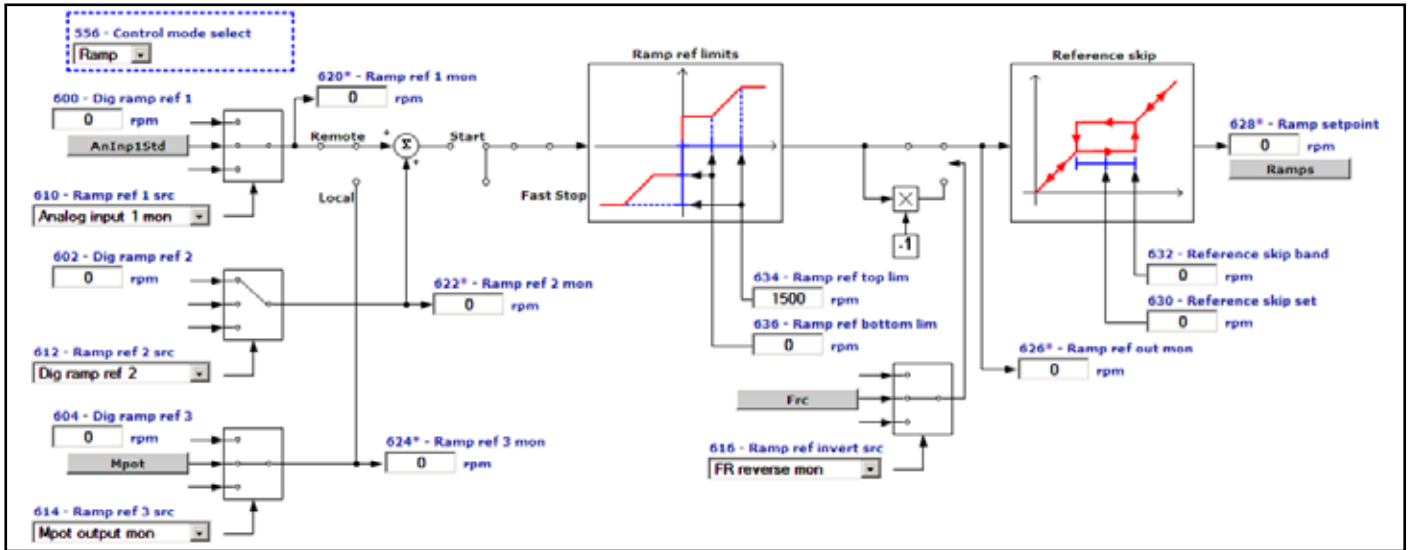 556 - Control mode select
Ramp
Ramp ref limits
Reference skip
620* - Ramp ref 1 mon
0 rpm
600 - Dig ramp ref 1
0 rpm
AnInp1Std
Remote
Σ
+
+
Start
628* - Ramp setpoint
0 rpm
Ramps
610 - Ramp ref 1 src
Analog input 1 mon
Local
Fast Stop
X
-1
602 - Dig ramp ref 2
0 rpm
622* - Ramp ref 2 mon
0 rpm
634 - Ramp ref top lim
1500 rpm
632 - Reference skip band
0 rpm
630 - Reference skip set
0 rpm
636 - Ramp ref bottom lim
0 rpm
612 - Ramp ref 2 src
Dig ramp ref 2
626* - Ramp ref out mon
0 rpm
Frc
604 - Dig ramp ref 3
0 rpm
Mpot
624* - Ramp ref 3 mon
0 rpm
616 - Ramp ref invert src
FR reverse mon
614 - Ramp ref 3 src
Mpot output mon